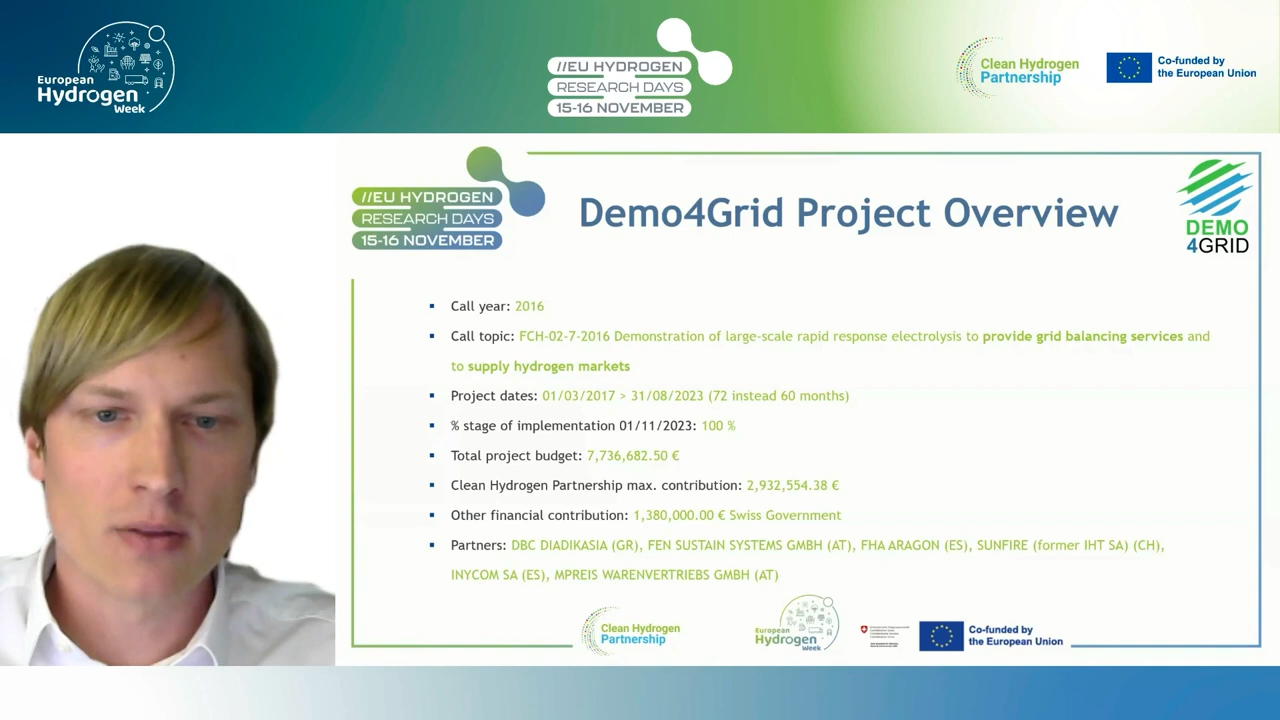 European
Hydrogen
Week
//EU HYDROGEN
RESEARCH DAYS
15-16 NOVEMBER
Clean Hydrogen
Partnership
Co-funded by
the European Union
//EU HYDROGEN
RESEARCH DAYS
15-16 NOVEMBER
Demo4Grid Project Overview
DEMO
4GRID
▪ Call year: 2016
▪ Call topic: FCH-02-7-2016 Demonstration of large-scale rapid response electrolysis to provide grid balancing services and
to supply hydrogen markets
▪ Project dates: 01/03/2017 > 31/08/2023 (72 instead 60 months)
▪ % stage of implementation 01/11/2023: 100 %
▪ Total project budget: 7,736,682.50 €
▪ Clean Hydrogen Partnership max. contribution: 2,932,554.38 €
▪ Other financial contribution: 1,380,000.00 € Swiss Government
▪ Partners: DBC DIADIKASIA (GR), FEN SUSTAIN SYSTEMS GMBH (AT), FHA ARAGON (ES), SUNFIRE (former IHT SA) (CH),
INYCOM SA (ES), MPREIS WARENVERTRIEBS GMBH (AT)
Clean Hydrogen
Partnership
European
Hydrogen
Week
Co-funded by
the European Union